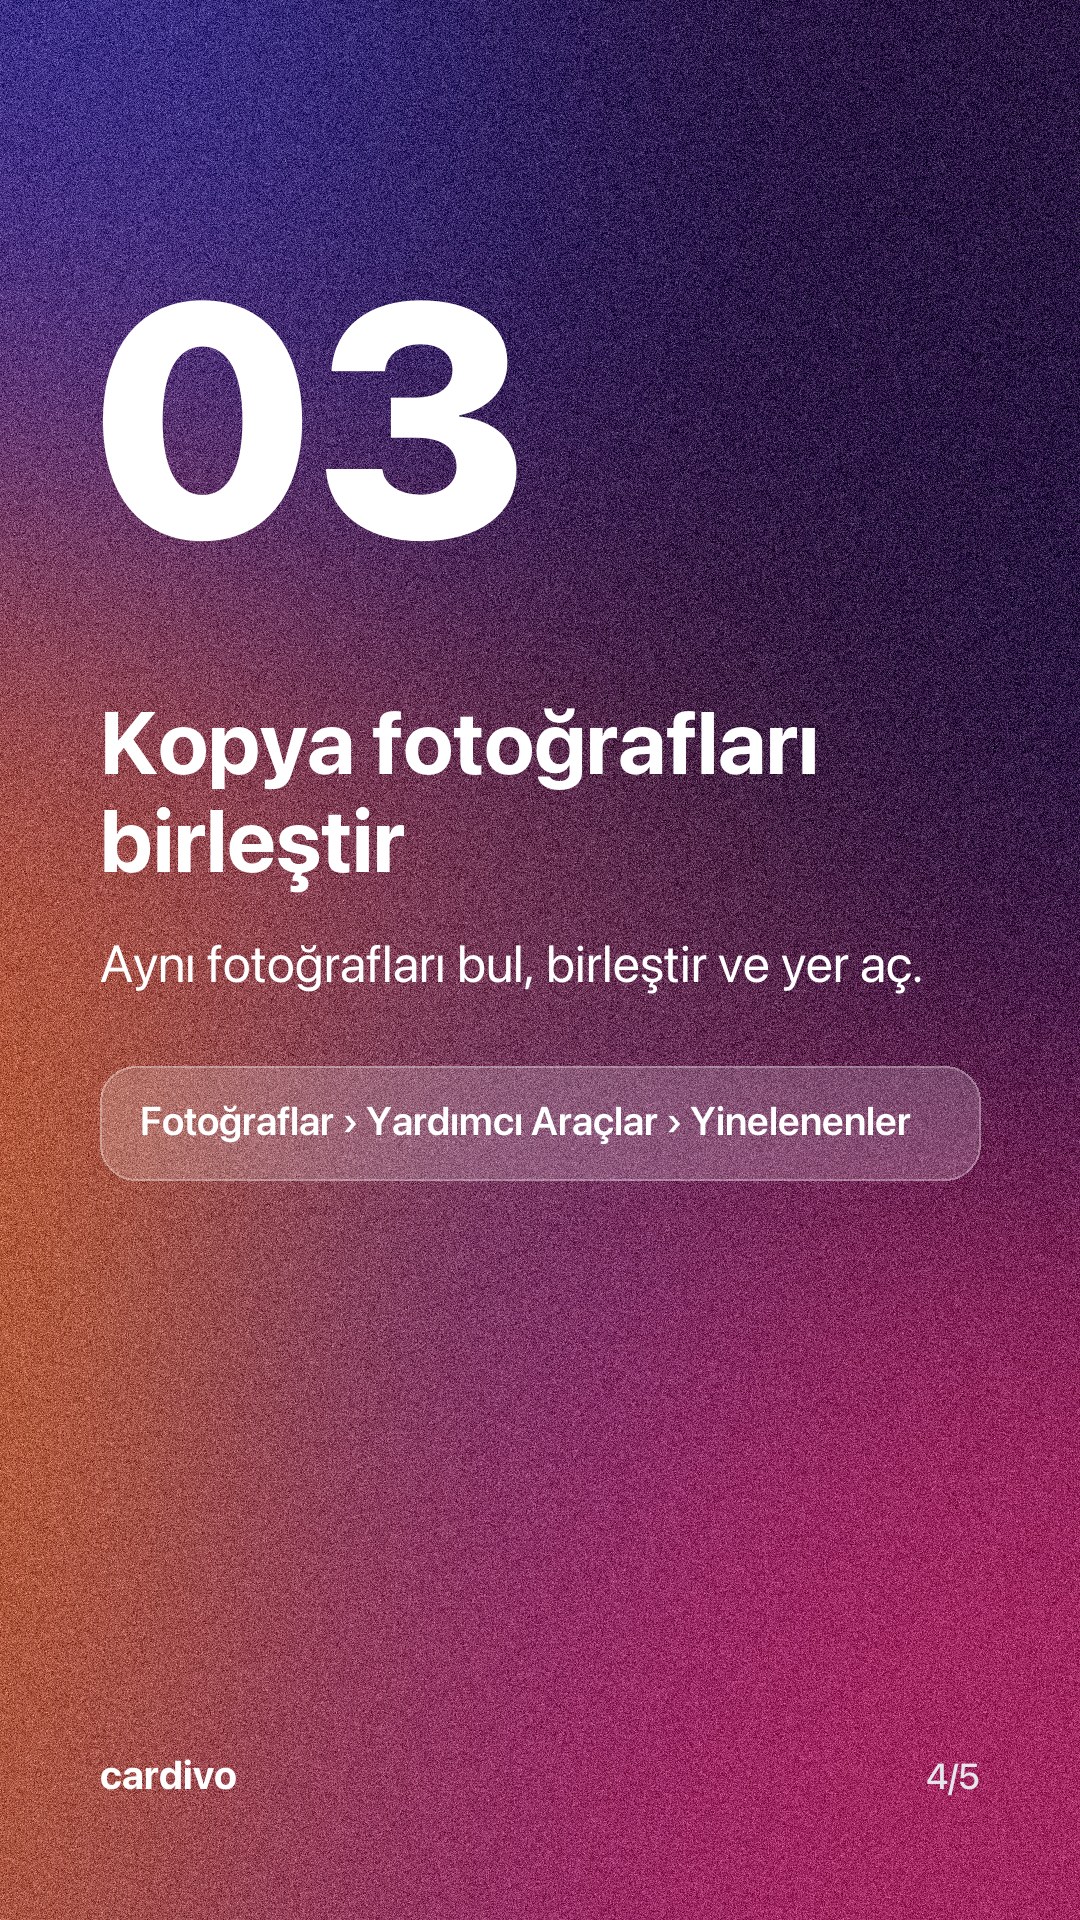 03
Kopya fotoğrafları
birleştir
Aynı fotoğrafları bul, birleştir ve yer aç.
Fotoğraflar › Yardımcı Araçlar › Yinelenenler
cardivo
4/5